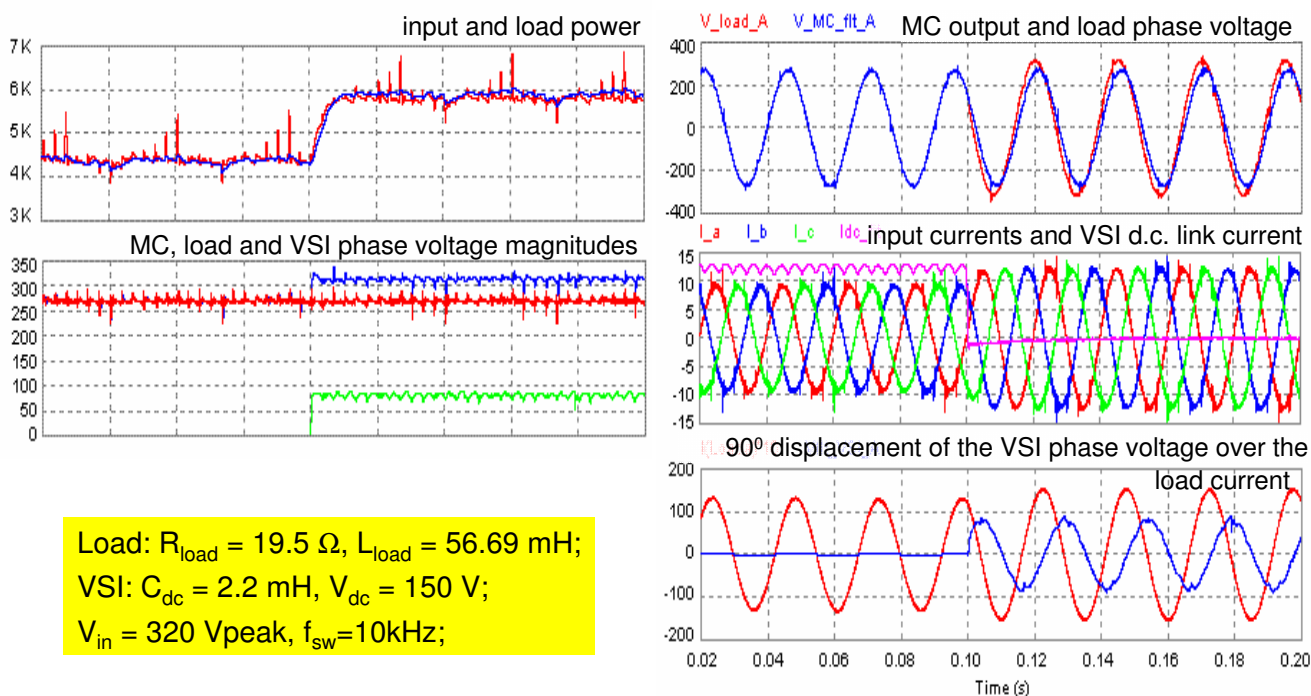 input and load power
7K
6K
5K
4K
3K
MC, load and VSI phase voltage magnitudes
350
300
250
200
150
100
50
0
Load: Rload = 19.5 Ω, Lload = 56.69 mH;
VSI: Cdc = 2.2 mH, Vdc = 150 V;
Vin = 320 Vpeak, fsw=10kHz;
V_load_A V_MC_flt_A
MC output and load phase voltage
400
200
0
-200
-400
I_a I_b I_c Idc_
input currents and VSI d.c. link current
15
10
5
0
-5
-10
-15
90⁰ displacement of the VSI phase voltage over the
load current
200
100
0
-100
-200
0.02 0.04 0.06 0.08 0.10 0.12 0.14 0.16 0.18 0.20
Time (s)